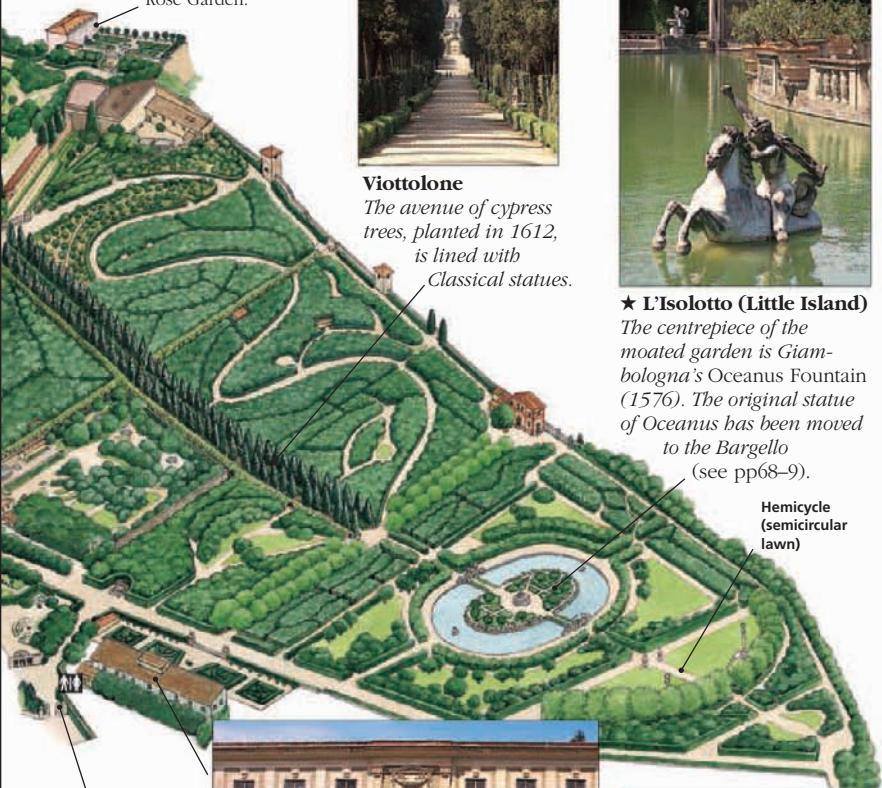 Rose Garden.
Viottolone
The avenue of cypress
trees, planted in 1612,
is lined with
Classical statues.
★ L'Isolotto (Little Island)
The centrepiece of the
moated garden is Giam-
bologna's Oceanus Fountain
(1576). The original statue
of Oceanus has been moved
to the Bargello
(see pp68–9).
Hemicycle
(semicircular
lawn)